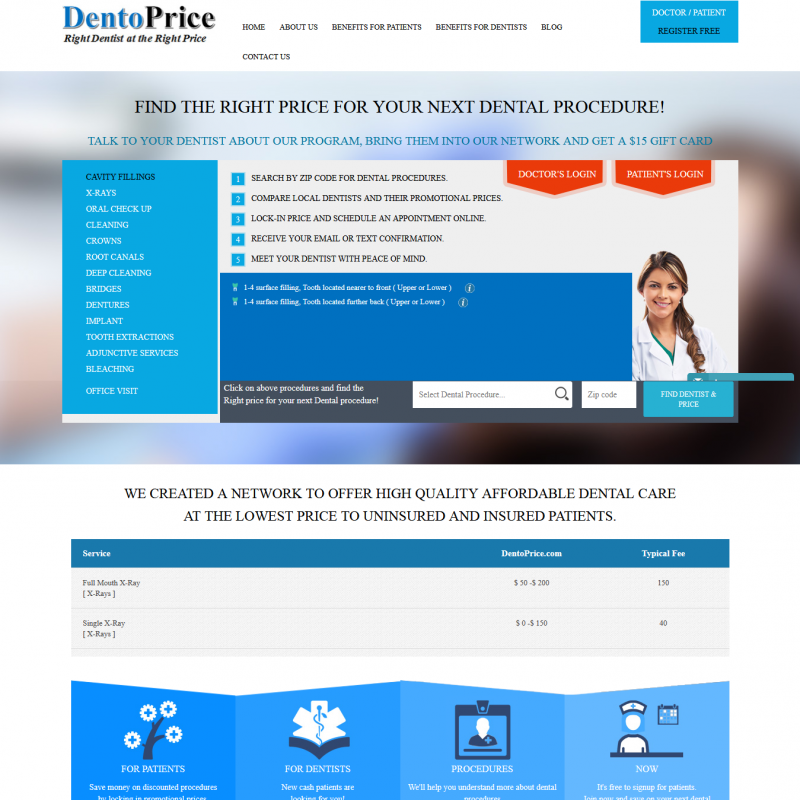 DentoPrice
Right Dentist at the Right Price
HOME ABOUT US BENEFITS FOR PATIENTS BENEFITS FOR DENTISTS BLOG
CONTACT US
DOCTOR / PATIENT
REGISTER FREE
FIND THE RIGHT PRICE FOR YOUR NEXT DENTAL PROCEDURE!
TALK TO YOUR DENTIST ABOUT OUR PROGRAM, BRING THEM INTO OUR NETWORK AND GET A $15 GIFT CARD
CAVITY FILLINGS
X-RAYS
ORAL CHECK UP
CLEANING
CROWNS
ROOT CANALS
DEEP CLEANING
BRIDGES
DENTURES
IMPLANT
TOOTH EXTRACTIONS
ADJUNCTIVE SERVICES
BLEACHING
OFFICE VISIT
1 SEARCH BY ZIP CODE FOR DENTAL PROCEDURES.
2 COMPARE LOCAL DENTISTS AND THEIR PROMOTIONAL PRICES.
3 LOCK-IN PRICE AND SCHEDULE AN APPOINTMENT ONLINE.
4 RECEIVE YOUR EMAIL OR TEXT CONFIRMATION.
5 MEET YOUR DENTIST WITH PEACE OF MIND.
DOCTOR'S LOGIN
PATIENT'S LOGIN
1-4 surface filling, Tooth located nearer to front ( Upper or Lower ) i
1-4 surface filling, Tooth located further back ( Upper or Lower ) i
Click on above procedures and find the
Right price for your next Dental procedure!
Select Dental Procedure...
Zip code
FIND DENTIST &
PRICE
WE CREATED A NETWORK TO OFFER HIGH QUALITY AFFORDABLE DENTAL CARE
AT THE LOWEST PRICE TO UNINSURED AND INSURED PATIENTS.
Service DentoPrice.com Typical Fee
Full Mouth X-Ray $ 50 -$ 200 150
[ X-Rays ]
Single X-Ray $ 0 -$ 150 40
[ X-Rays ]
FOR PATIENTS
Save money on discounted procedures
by locking in promotional prices
FOR DENTISTS
New cash patients are
looking for you!
PROCEDURES
We'll help you understand more about dental
procedures
NOW
It's free to signup for patients.
Join now and save on your next dental